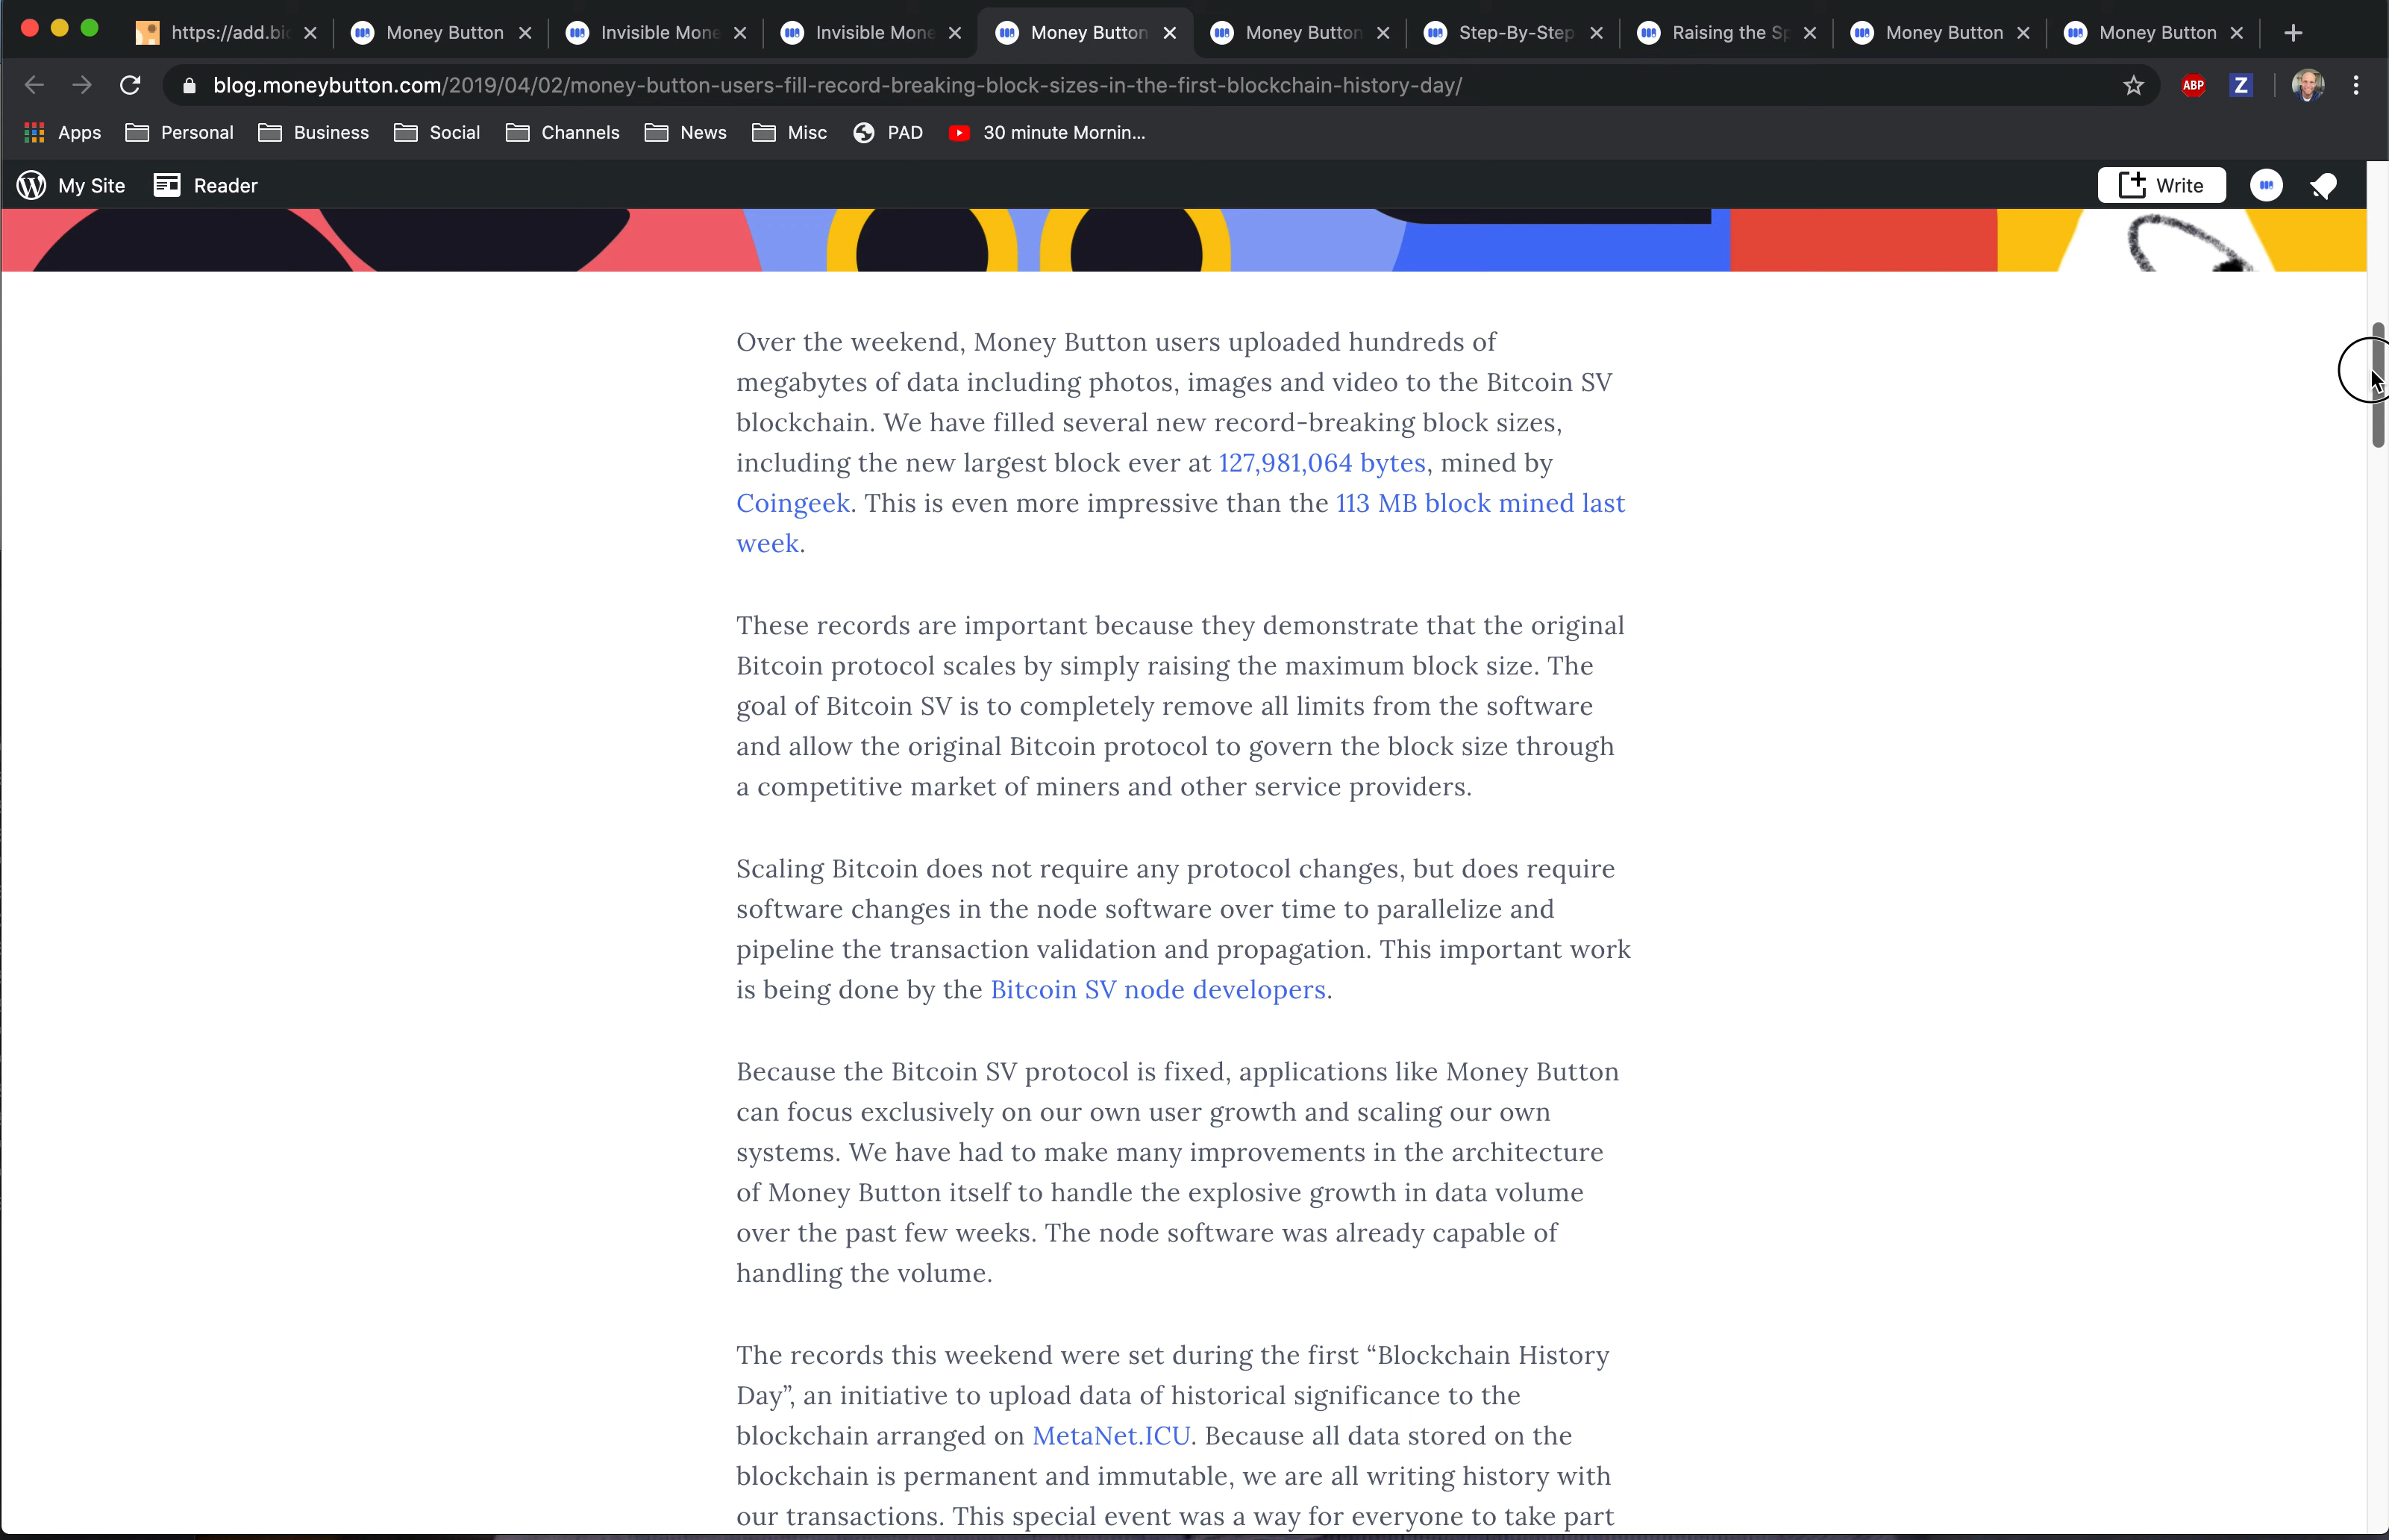 https://add.bi
Money Button
Invisible Mone
Invisible Mone
Money Button
Money Button
Step-By-Step
Raising the Sp
Money Button
Money Button
blog.moneybutton.com/2019/04/02/money-button-users-fill-record-breaking-block-sizes-in-the-first-blockchain-history-day/
ABP
Z
Apps
Personal
Business
Social
Channels
News
Misc
PAD
30 minute Mornin...
My Site
Reader
Write
Over the weekend, Money Button users uploaded hundreds of
megabytes of data including photos, images and video to the Bitcoin SV
blockchain. We have filled several new record-breaking block sizes,
including the new largest block ever at 127,981,064 bytes, mined by
Coingeek. This is even more impressive than the 113 MB block mined last
week.
These records are important because they demonstrate that the original
Bitcoin protocol scales by simply raising the maximum block size. The
goal of Bitcoin SV is to completely remove all limits from the software
and allow the original Bitcoin protocol to govern the block size through
a competitive market of miners and other service providers.
Scaling Bitcoin does not require any protocol changes, but does require
software changes in the node software over time to parallelize and
pipeline the transaction validation and propagation. This important work
is being done by the Bitcoin SV node developers.
Because the Bitcoin SV protocol is fixed, applications like Money Button
can focus exclusively on our own user growth and scaling our own
systems. We have had to make many improvements in the architecture
of Money Button itself to handle the explosive growth in data volume
over the past few weeks. The node software was already capable of
handling the volume.
The records this weekend were set during the first “Blockchain History
Day”, an initiative to upload data of historical significance to the
blockchain arranged on MetaNet.ICU. Because all data stored on the
blockchain is permanent and immutable, we are all writing history with
our transactions. This special event was a way for everyone to take part